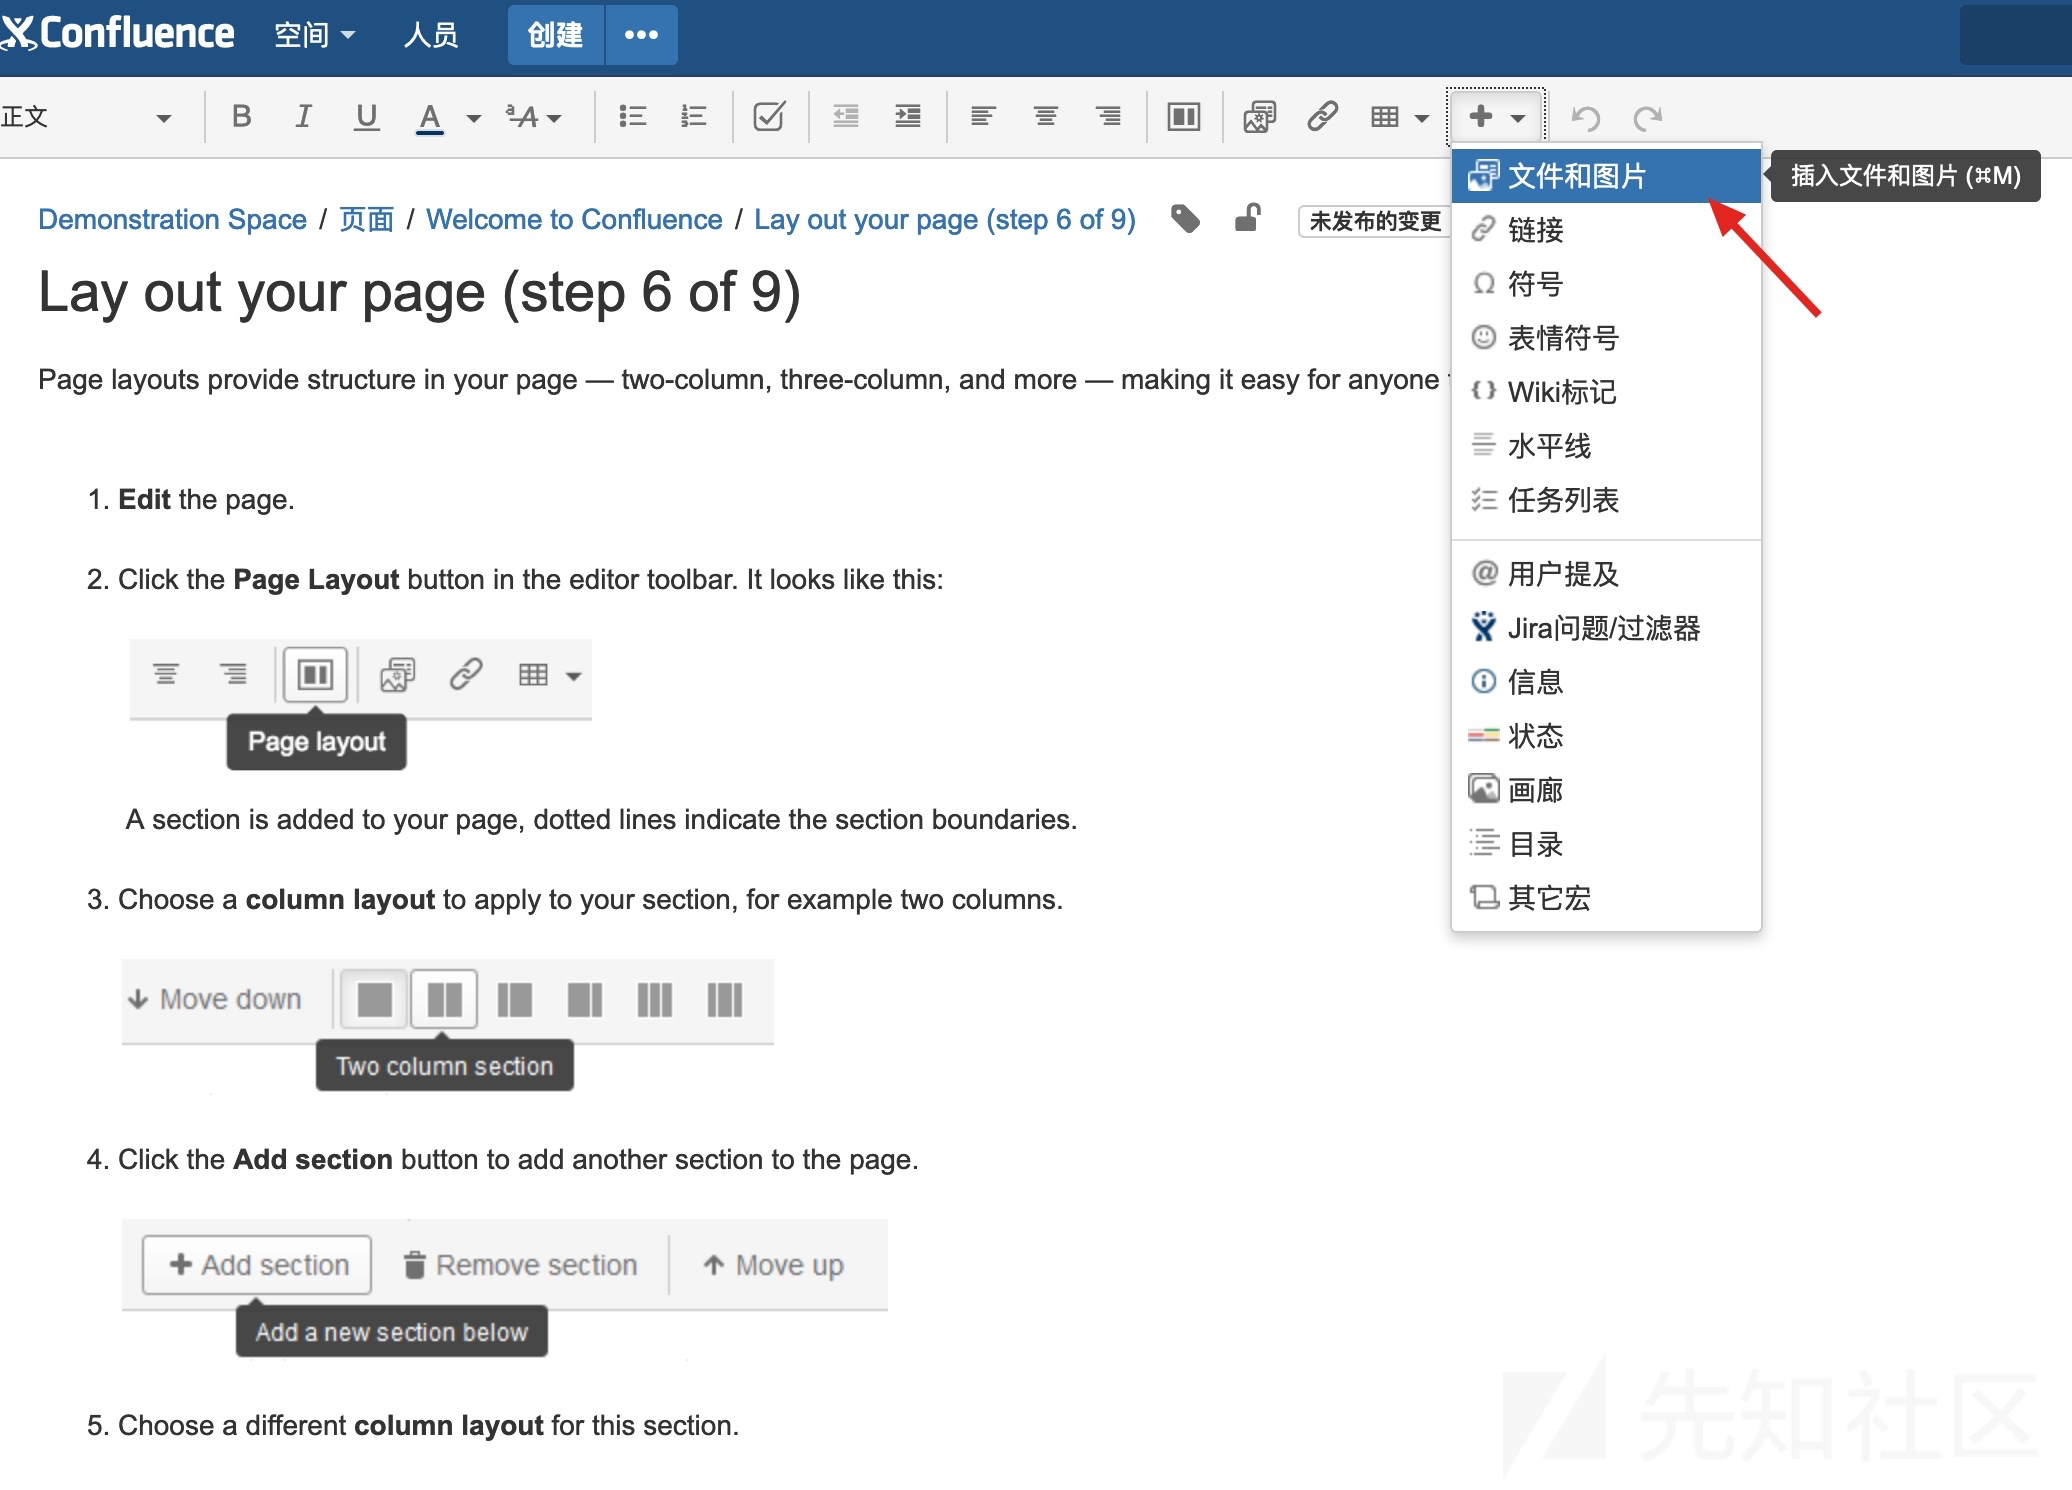 Confluence 空间 人员 创建
正文 B I U A ªA
文件和图片 插入文件和图片 (⌘M)
Demonstration Space / 页面 / Welcome to Confluence / Lay out your page (step 6 of 9) 未发布的变更
链接
符号
表情符号
Wiki标记
水平线
任务列表
用户提及
Jira问题/过滤器
信息
状态
画廊
目录
其它宏
Lay out your page (step 6 of 9)
Page layouts provide structure in your page — two-column, three-column, and more — making it easy for anyone
1. Edit the page.
2. Click the Page Layout button in the editor toolbar. It looks like this:
Page layout
A section is added to your page, dotted lines indicate the section boundaries.
3. Choose a column layout to apply to your section, for example two columns.
Move down
Two column section
4. Click the Add section button to add another section to the page.
Add section Remove section Move up
Add a new section below
5. Choose a different column layout for this section.
先知社区